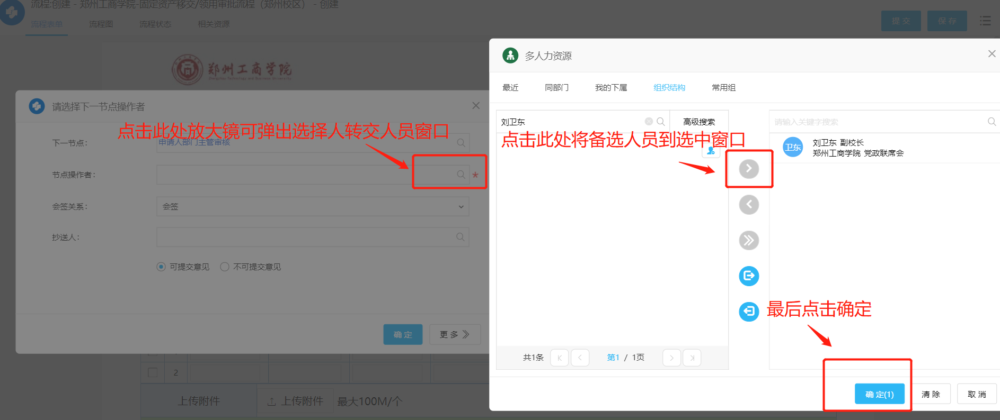 流程:创建 - 郑州工商学院-固定资产移交/领用审批流程（郑州校区） - 创建
流程表单 流程图 流程状态 相关资源
提 交 保 存
郑州工商学院
Zhengzhou Technology and Business University
请选择下一节点操作者
点击此处放大镜可弹出选择人转交人员窗口
下一节点： 申请人部门主管审核
节点操作者： *
会签关系： 会签
抄送人：
可提交意见 不可提交意见
确 定 更 多
2
上传附件 上传附件 最大100M/个
多人力资源
最近 同部门 我的下属 组织结构 常用组
刘卫东 高级搜索
点击此处将备选人员到选中窗口
共1条 第1 / 1页
请输入关键字搜索
卫东 刘卫东 副校长
郑州工商学院 党政联席会
最后点击确定
确 定(1) 清 除 取 消